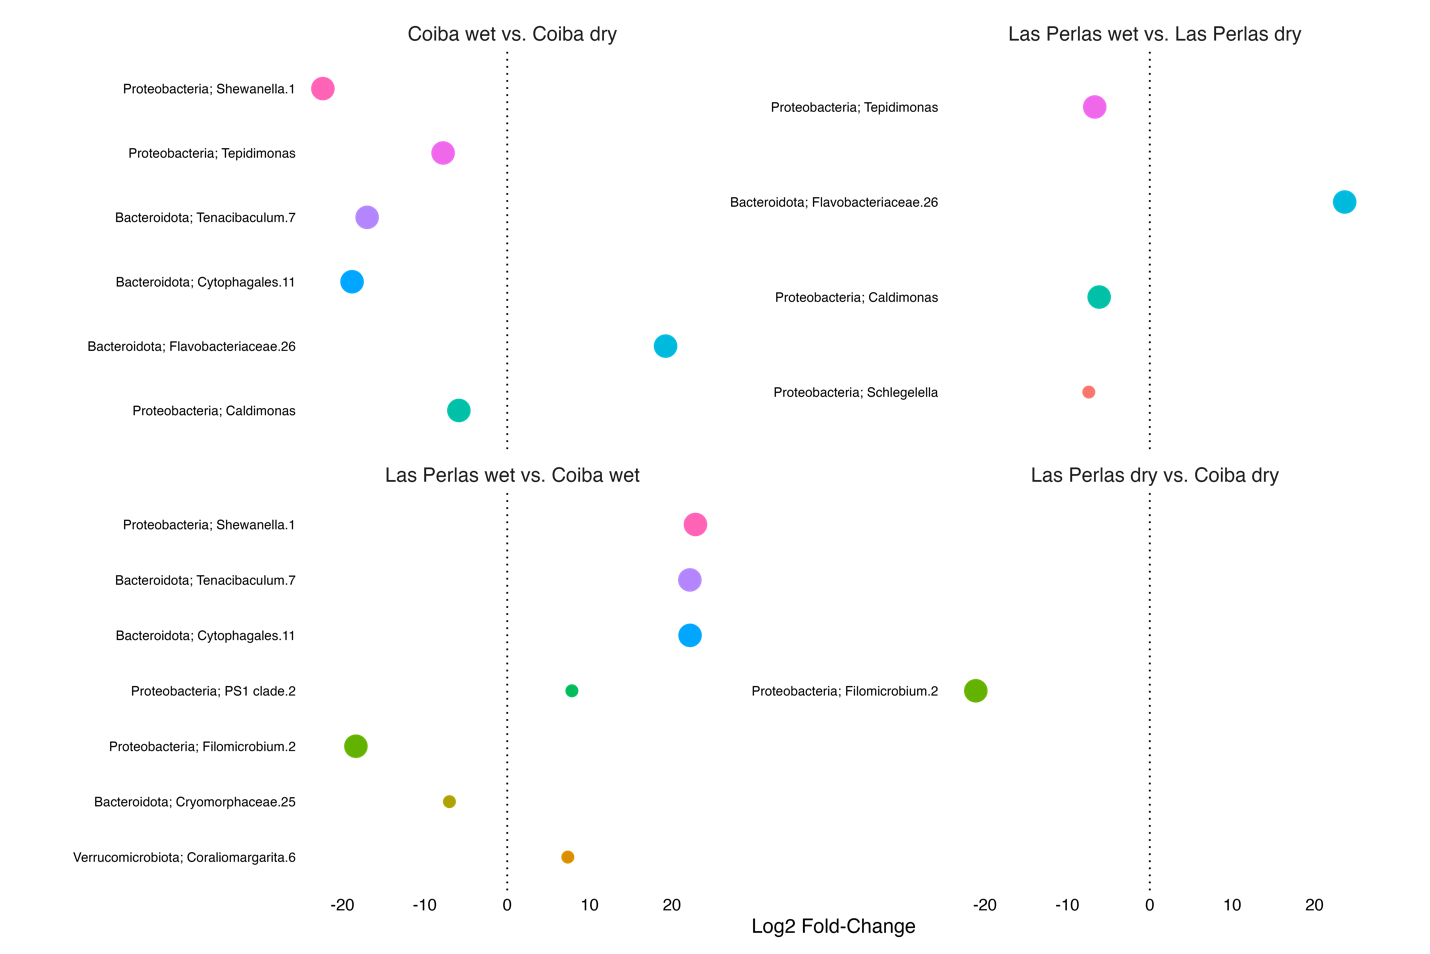 Coiba wet vs. Coiba dry
Proteobacteria; Shewanella.1
Proteobacteria; Tepidimonas
Bacteroidota; Tenacibaculum.7
Bacteroidota; Cytophagales.11
Bacteroidota; Flavobacteriaceae.26
Proteobacteria; Caldimonas
Las Perlas wet vs. Las Perlas dry
Proteobacteria; Tepidimonas
Bacteroidota; Flavobacteriaceae.26
Proteobacteria; Caldimonas
Proteobacteria; Schlegelella
Las Perlas wet vs. Coiba wet
Proteobacteria; Shewanella.1
Bacteroidota; Tenacibaculum.7
Bacteroidota; Cytophagales.11
Proteobacteria; PS1 clade.2
Proteobacteria; Filomicrobium.2
Bacteroidota; Cryomorphaceae.25
Verrucomicrobiota; Coraliomargarita.6
-20 -10 0 10 20
Las Perlas dry vs. Coiba dry
Proteobacteria; Filomicrobium.2
-20 -10 0 10 20
Log2 Fold-Change